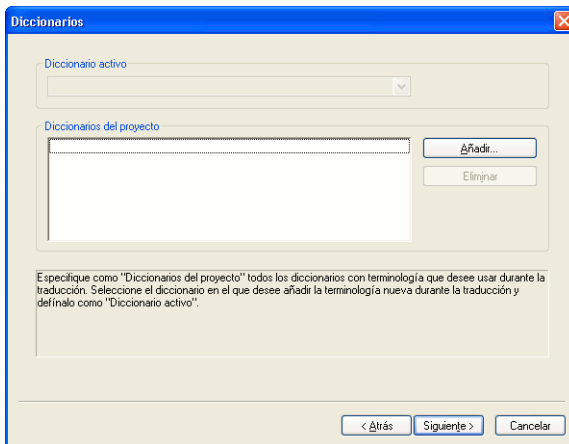 Diccionarios
Diccionario activo
Diccionarios del proyecto
Añadir...
Eliminar
Especifique como "Diccionarios del proyecto" todos los diccionarios con terminología que desee usar durante la
traducción. Seleccione el diccionario en el que desee añadir la terminología nueva durante la traducción y
defínalo como "Diccionario activo".
< Atrás
Siguiente >
Cancelar